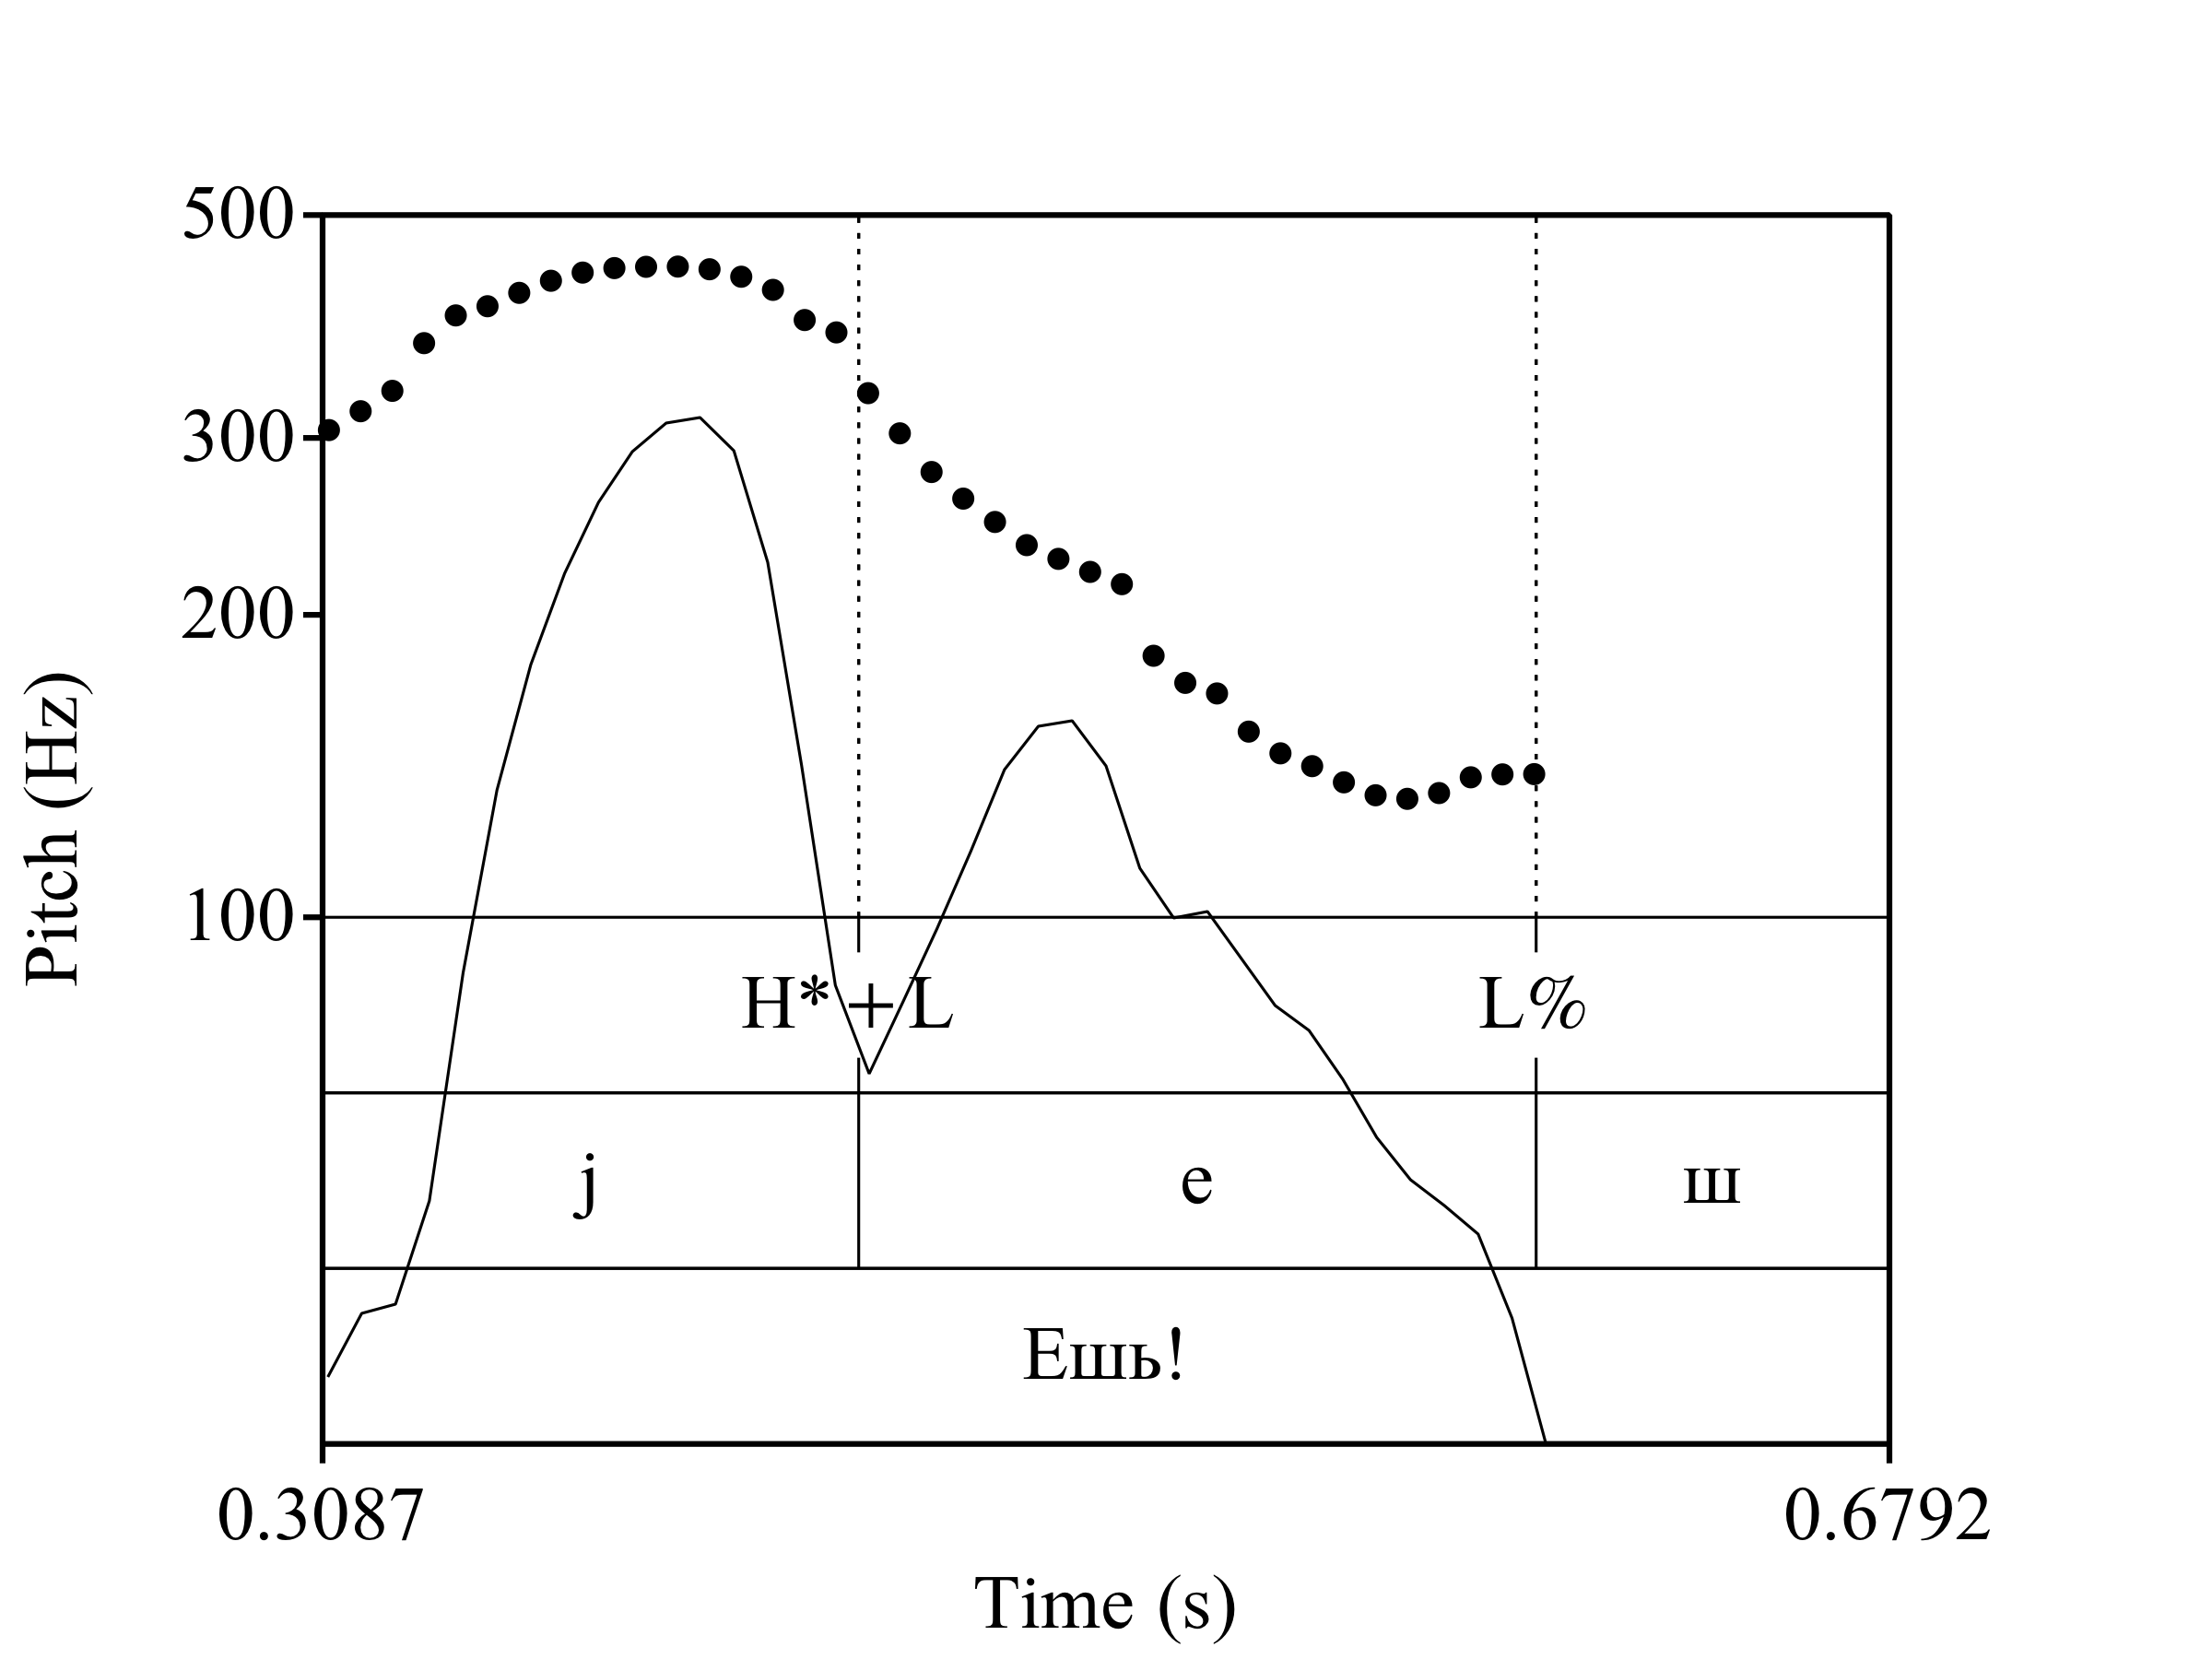 500
300
200
100
Pitch (Hz)
H*+L L%
j e ш
Ешь!
0.3087 0.6792
Time (s)